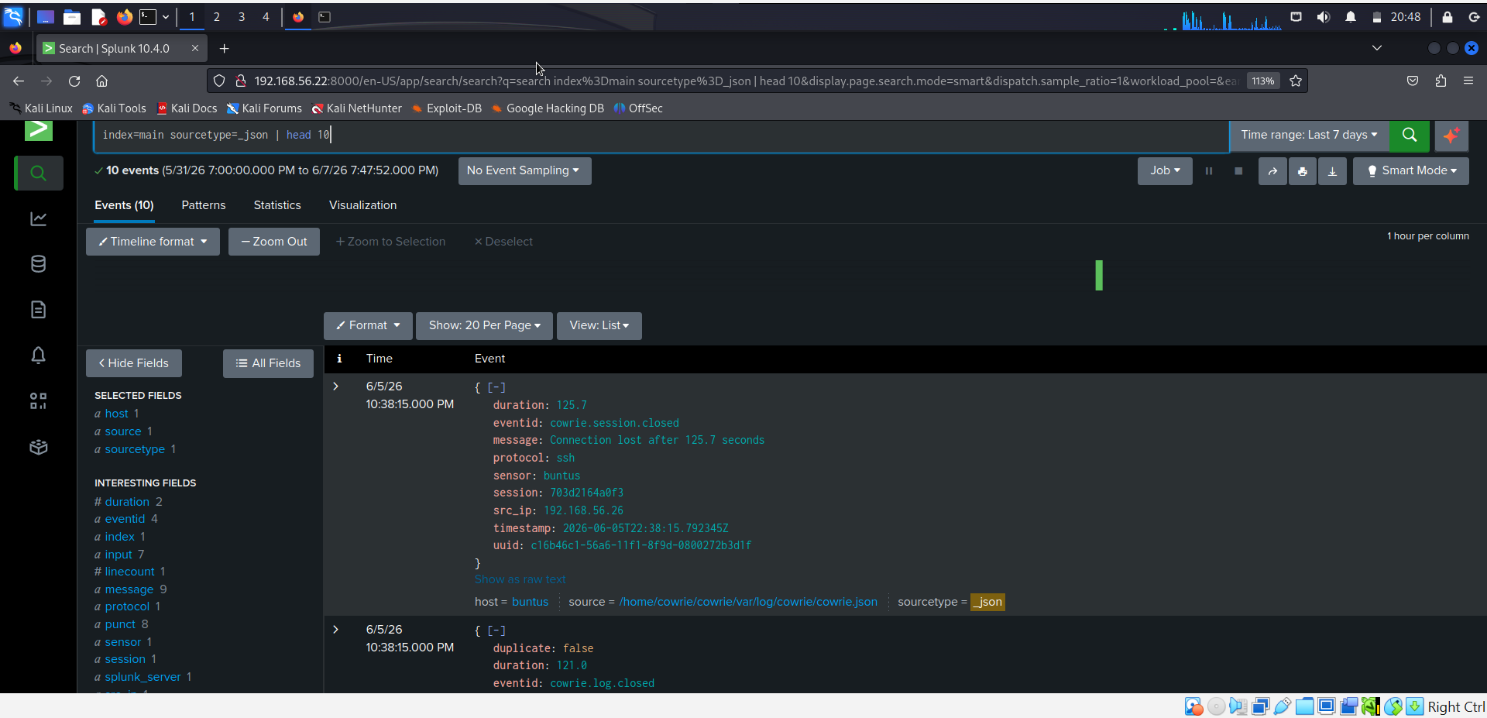 1 2 3 4 20:48
Search | Splunk 10.4.0 × +
192.168.56.22:8000/en-US/app/search/search?q=search index%3Dmain sourcetype%3D_json | head 10&display.page.search.mode=smart&dispatch.sample_ratio=1&workload_pool=&ea 113%
Kali Linux Kali Tools Kali Docs Kali Forums Kali NetHunter Exploit-DB Google Hacking DB OffSec
index=main sourcetype=_json | head 10 Time range: Last 7 days
10 events (5/31/26 7:00:00.000 PM to 6/7/26 7:47:52.000 PM) No Event Sampling Job Smart Mode
Events (10) Patterns Statistics Visualization
Timeline format — Zoom Out + Zoom to Selection × Deselect 1 hour per column
Format Show: 20 Per Page View: List
< Hide Fields All Fields
i Time Event
SELECTED FIELDS
a host 1
a source 1
a sourcetype 1
INTERESTING FIELDS
# duration 2
a eventid 4
a index 1
a input 7
# linecount 1
a message 9
a protocol 1
a punct 8
a sensor 1
a session 1
a splunk_server 1
6/5/26
10:38:15.000 PM
{ [-]
duration: 125.7
eventid: cowrie.session.closed
message: Connection lost after 125.7 seconds
protocol: ssh
sensor: buntus
session: 703d2164a0f3
src_ip: 192.168.56.26
timestamp: 2026-06-05T22:38:15.792345Z
uuid: c16b46c1-56a6-11f1-8f9d-0800272b3d1f
}
Show as raw text
host = buntus source = /home/cowrie/cowrie/var/log/cowrie/cowrie.json sourcetype = _json
6/5/26
10:38:15.000 PM
{ [-]
duplicate: false
duration: 121.0
eventid: cowrie.log.closed
Right Ctrl